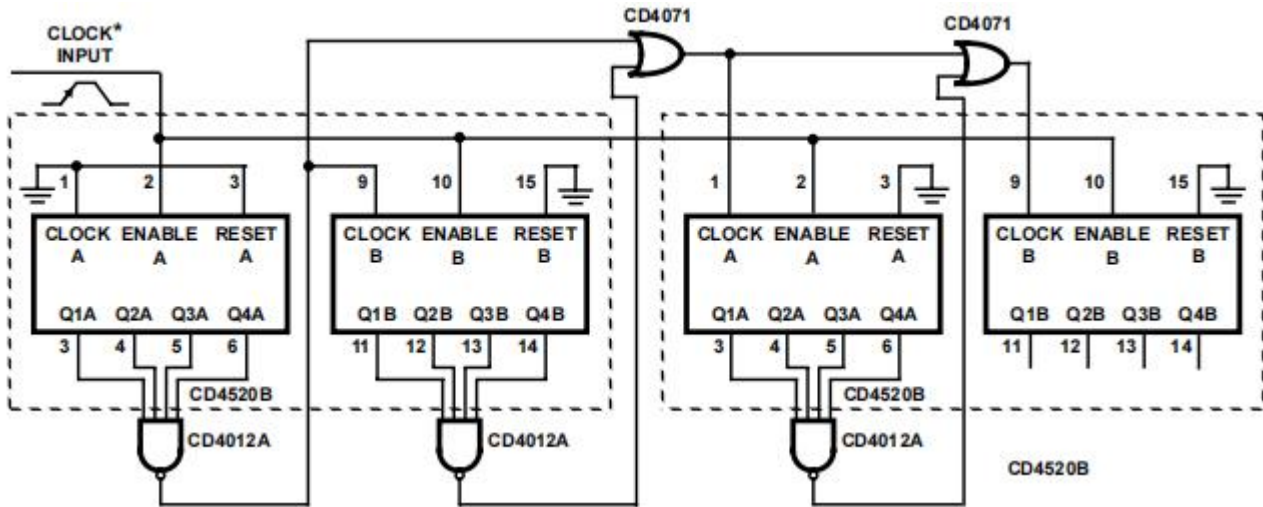 CD4071
CD4071
CLOCK*
INPUT
1 2 3 9 10 15 1 2 3 9 10 15
CLOCK ENABLE RESET
A A A
CLOCK ENABLE RESET
B B B
CLOCK ENABLE RESET
A A A
CLOCK ENABLE RESET
B B B
Q1A Q2A Q3A Q4A
Q1B Q2B Q3B Q4B
Q1A Q2A Q3A Q4A
Q1B Q2B Q3B Q4B
3 4 5 6 11 12 13 14 3 4 5 6 11 12 13 14
CD4520B
CD4520B
CD4012A
CD4012A
CD4012A
CD4520B